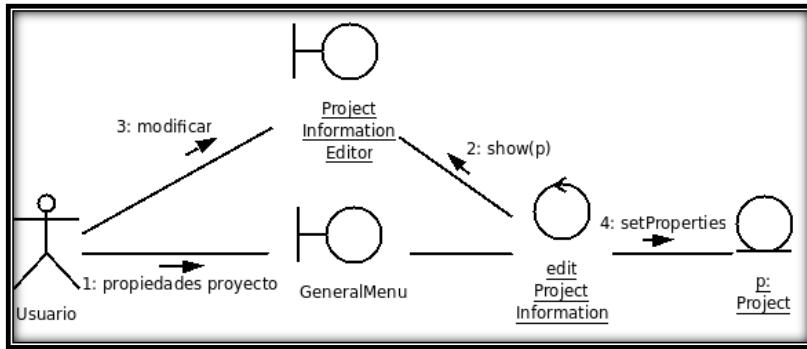 Project
Information
Editor
3: modificar
2: show(p)
4: setProperties
1: propiedades proyecto
Usuario
GeneralMenu
edit
Project
Information
p:
Project